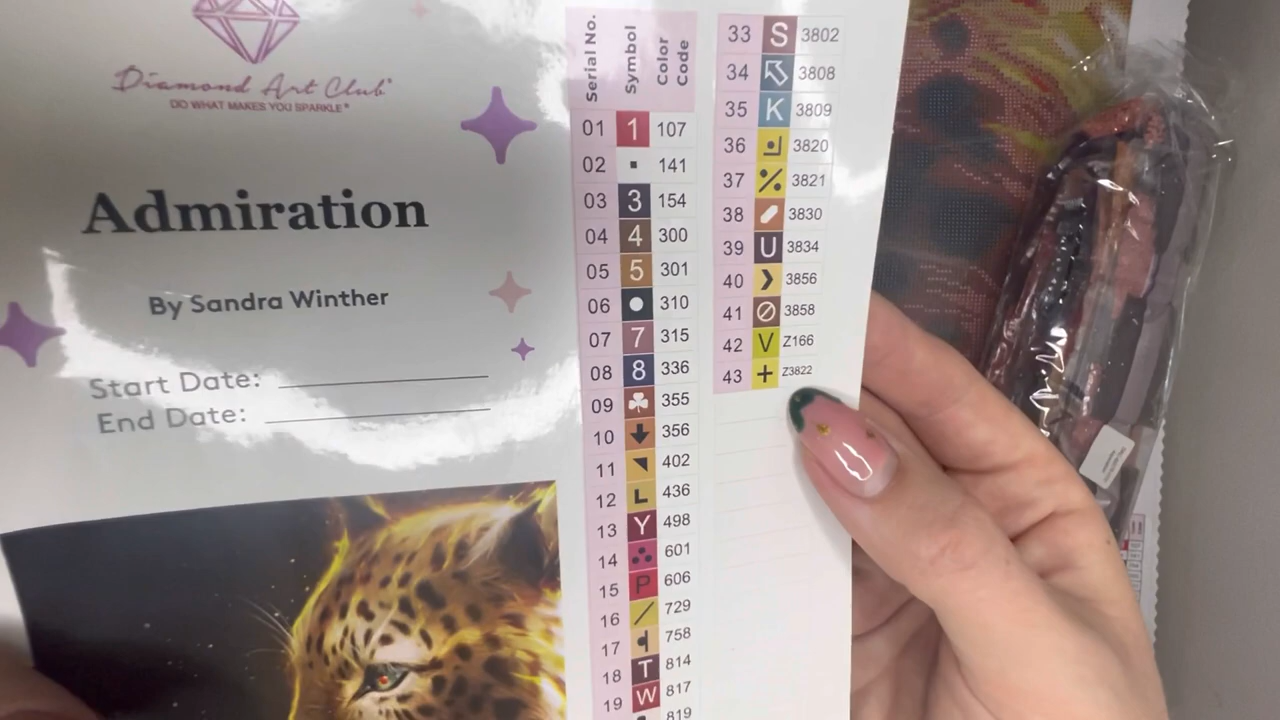 Diamond Art Club®
DO WHAT MAKES YOU SPARKLE®
Admiration
By Sandra Winther
Start Date:
End Date:
Serial No. Symbol Color Code
01 1 107
02 ▪ 141
03 3 154
04 4 300
05 5 301
06 ● 310
07 7 315
08 8 336
09 ☘ 355
10 ⬇ 356
11 ◥ 402
12 L 436
13 Y 498
14 ∴ 601
15 P 606
16 / 729
17 758
18 T 814
19 W 817
819
33 S 3802
34 3808
35 K 3809
36 3820
37 % 3821
38 3830
39 U 3834
40 ❯ 3856
41 ⊘ 3858
42 V Z166
43 + Z3822